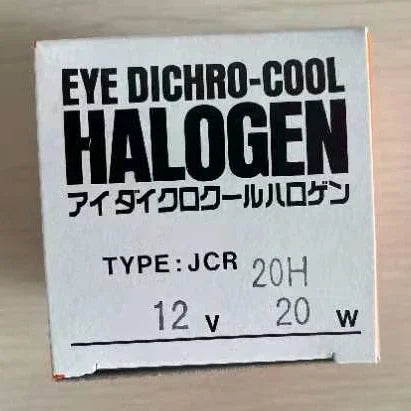 EYE DICHRO-COOL
HALOGEN
アイ ダイクロクールハロゲン
TYPE : JCR 20H
12 V 20 W